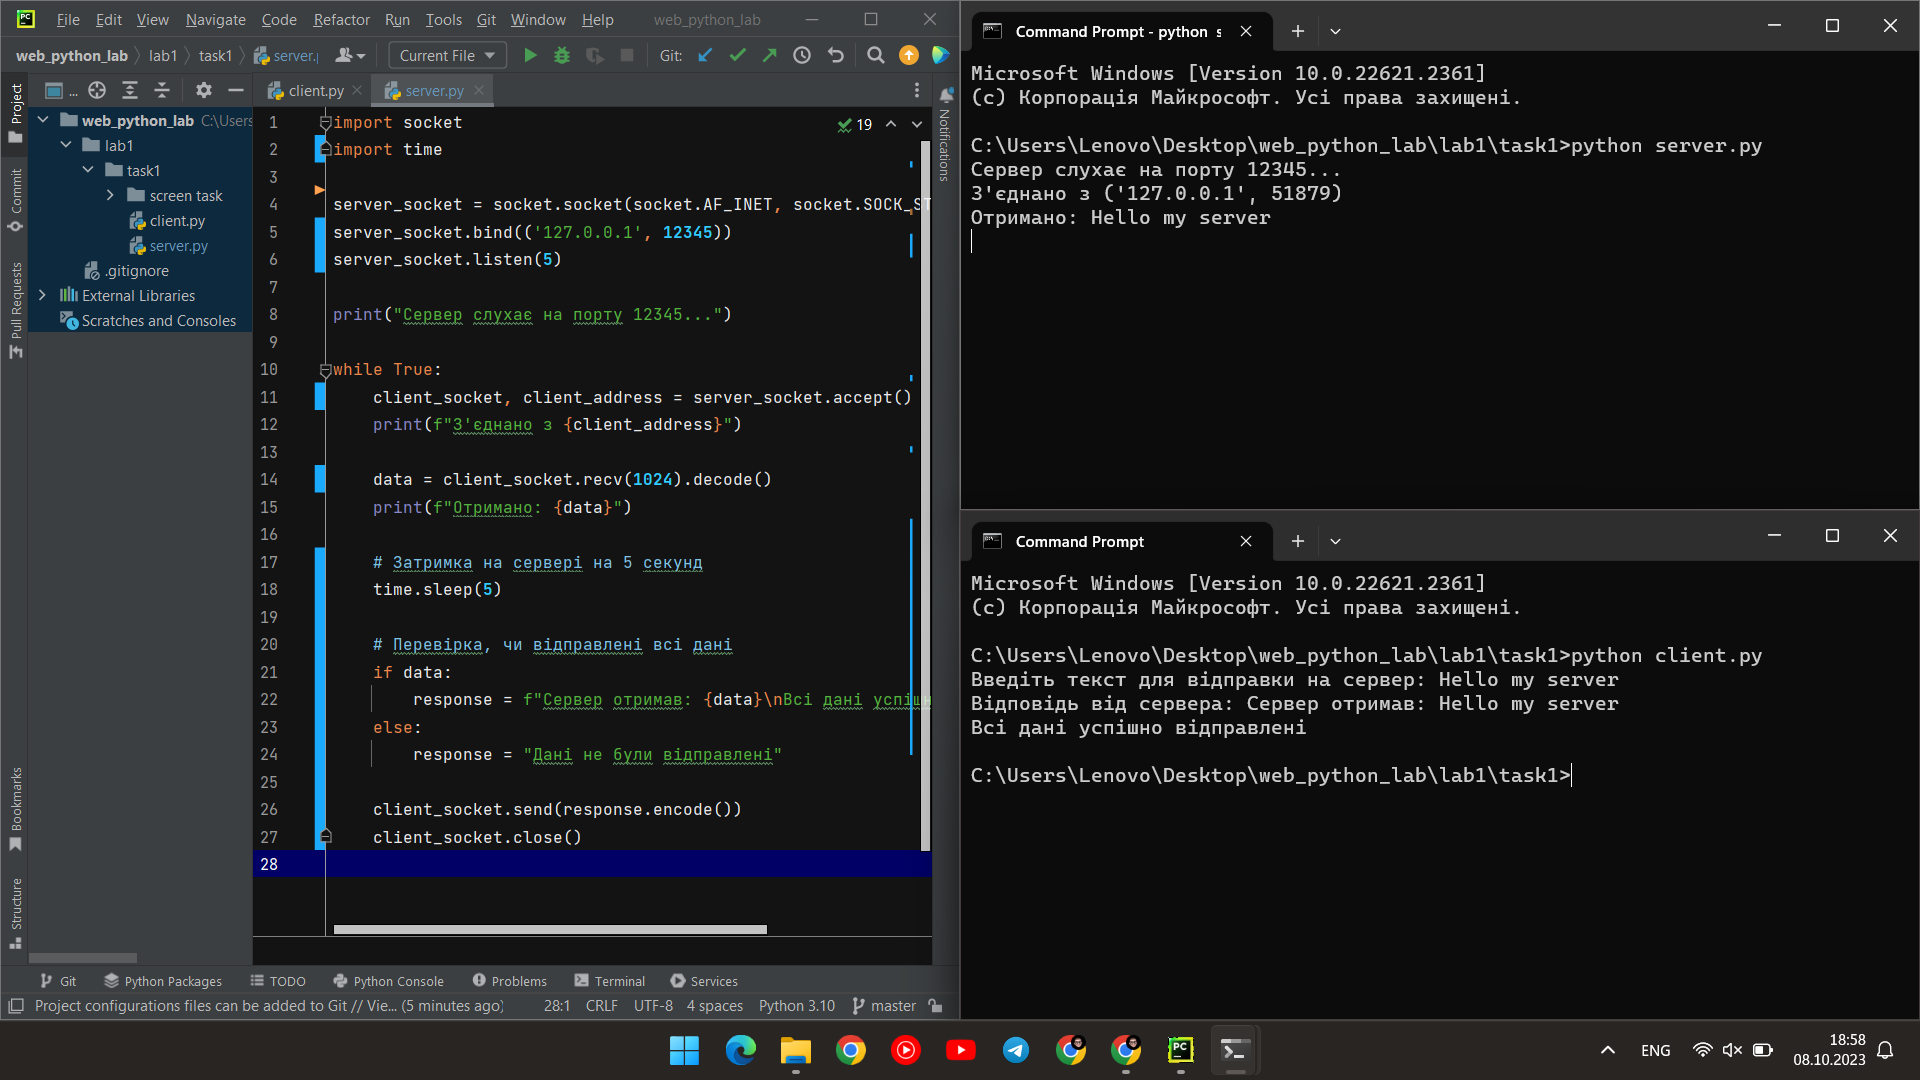 File Edit View Navigate Code Refactor Run Tools Git Window Help web_python_lab
web_python_lab lab1 task1 server.p Current File Git:
... client.py server.py
Project
Commit
Pull Requests
Bookmarks
Structure
Notifications
web_python_lab C:\Users
lab1
task1
screen task
client.py
server.py
.gitignore
External Libraries
Scratches and Consoles
19
1 import socket
2 import time
3
4 server_socket = socket.socket(socket.AF_INET, socket.SOCK_ST
5 server_socket.bind(('127.0.0.1', 12345))
6 server_socket.listen(5)
7
8 print("Сервер слухає на порту 12345...")
9
10 while True:
11 client_socket, client_address = server_socket.accept()
12 print(f"З'єднано з {client_address}")
13
14 data = client_socket.recv(1024).decode()
15 print(f"Отримано: {data}")
16
17 # Затримка на сервері на 5 секунд
18 time.sleep(5)
19
20 # Перевірка, чи відправлені всі дані
21 if data:
22 response = f"Сервер отримав: {data}\nВсі дані успішн
23 else:
24 response = "Дані не були відправлені"
25
26 client_socket.send(response.encode())
27 client_socket.close()
28
Git Python Packages TODO Python Console Problems Terminal Services
Project configurations files can be added to Git // Vie... (5 minutes ago) 28:1 CRLF UTF-8 4 spaces Python 3.10 master
Command Prompt - python s
Microsoft Windows [Version 10.0.22621.2361]
(c) Корпорація Майкрософт. Усі права захищені.
C:\Users\Lenovo\Desktop\web_python_lab\lab1\task1>python server.py
Сервер слухає на порту 12345...
З'єднано з ('127.0.0.1', 51879)
Отримано: Hello my server
Command Prompt
Microsoft Windows [Version 10.0.22621.2361]
(c) Корпорація Майкрософт. Усі права захищені.
C:\Users\Lenovo\Desktop\web_python_lab\lab1\task1>python client.py
Введіть текст для відправки на сервер: Hello my server
Відповідь від сервера: Сервер отримав: Hello my server
Всі дані успішно відправлені
C:\Users\Lenovo\Desktop\web_python_lab\lab1\task1>
ENG
18:58
08.10.2023